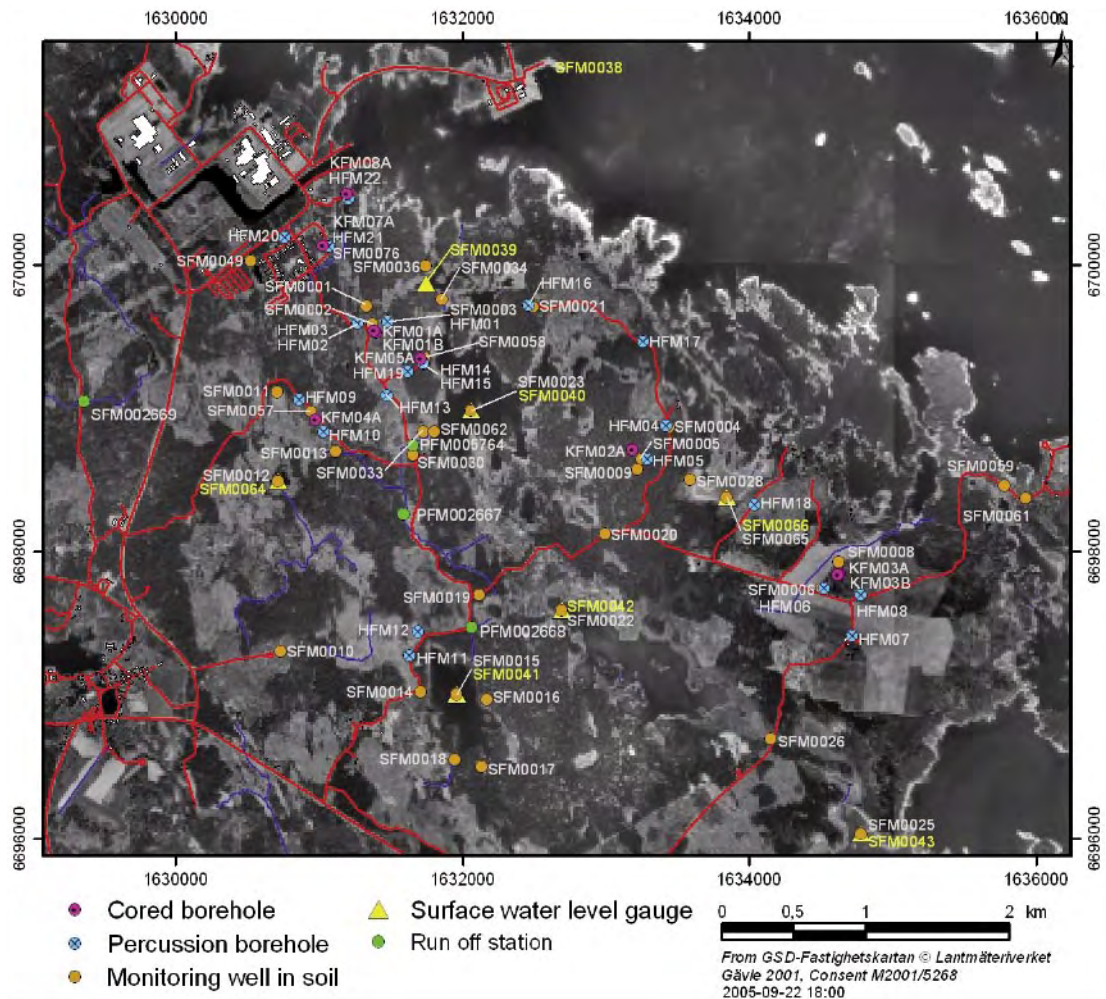 1630000
1632000
1634000
1636000
SFM0038
KFM08A
HFM22
KFM07A
HFM20
HFM21
SFM0076
SFM0049
SFM0036
SFM0039
SFM0034
6700000
6700000
SFM0001
SFM0002
SFM0003
HFM01
HFM16
SFM0021
HFM03
HFM02
KFM01A
KFM01B
SFM0058
HFM17
KFM05A
HFM19
HFM14
HFM15
SFM0011
HFM09
SFM0023
SFM0040
SFM002669
SFM0057
KFM04A
HFM13
HFM10
SFM0062
HFM04
SFM0004
SFM0013
PFM005764
KFM02A
SFM0005
SFM0033
SFM0030
SFM0009
HFM05
SFM0012
SFM0064
SFM0028
SFM0059
SFM0061
PFM002667
HFM18
SFM0066
SFM0065
SFM0020
6698000
6698000
SFM0008
KFM03A
KFM03B
SFM0006
HFM06
HFM08
SFM0019
SFM0042
SFM0022
HFM12
PFM002668
HFM07
SFM0010
HFM11
SFM0015
SFM0041
SFM0014
SFM0016
SFM0026
SFM0018
SFM0017
6696000
6696000
SFM0025
SFM0043
1630000
1632000
1634000
1636000
Cored borehole
Percussion borehole
Monitoring well in soil
Surface water level gauge
Run off station
0 0,5 1 2 km
From GSD-Fastighetskartan © Lantmäteriverket
Gävle 2001, Consent M2001/5268
2005-09-22 18:00